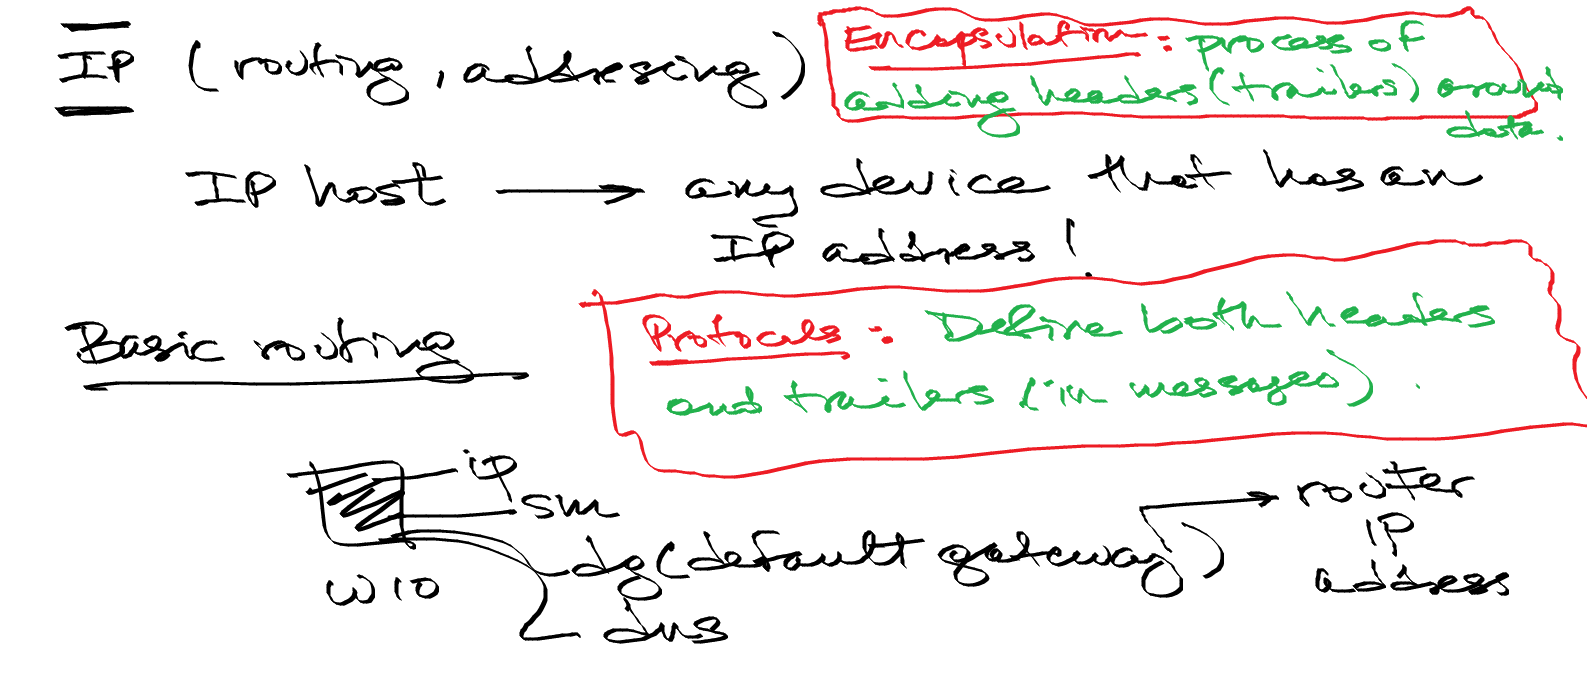 IP (routing, addressing)
Encapsulation: process of
adding headers (trailers) around
data.
IP host → any device that has an
IP address!
Basic routing
Protocals: Define both headers
and trailers (in messages).
ip
sm
dg (default gateway) → router
IP
address
W10
dns